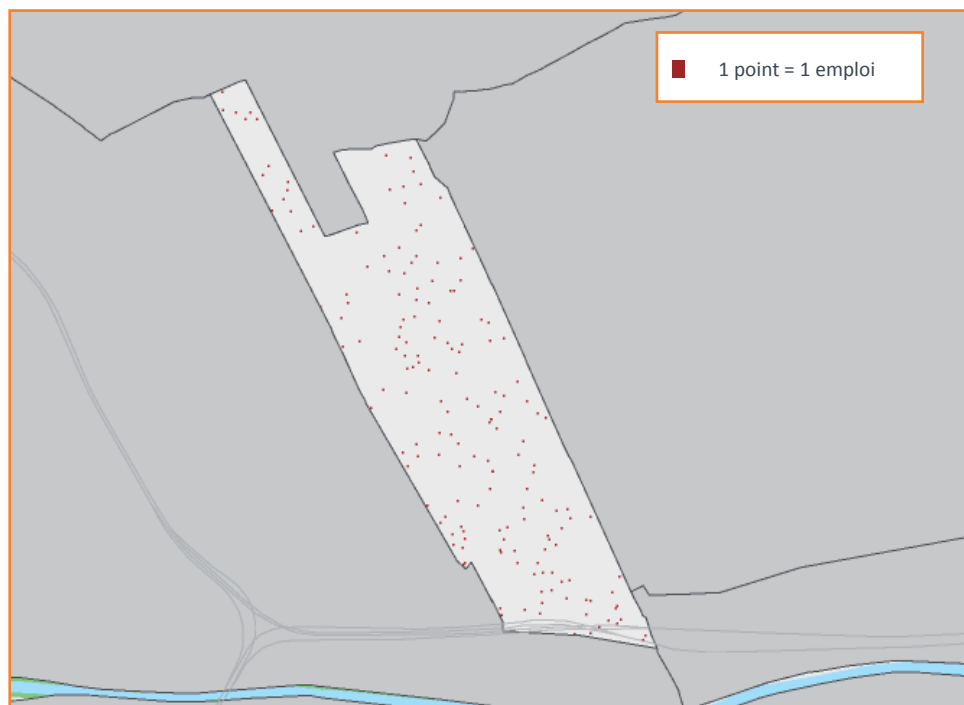 1 point = 1 emploi